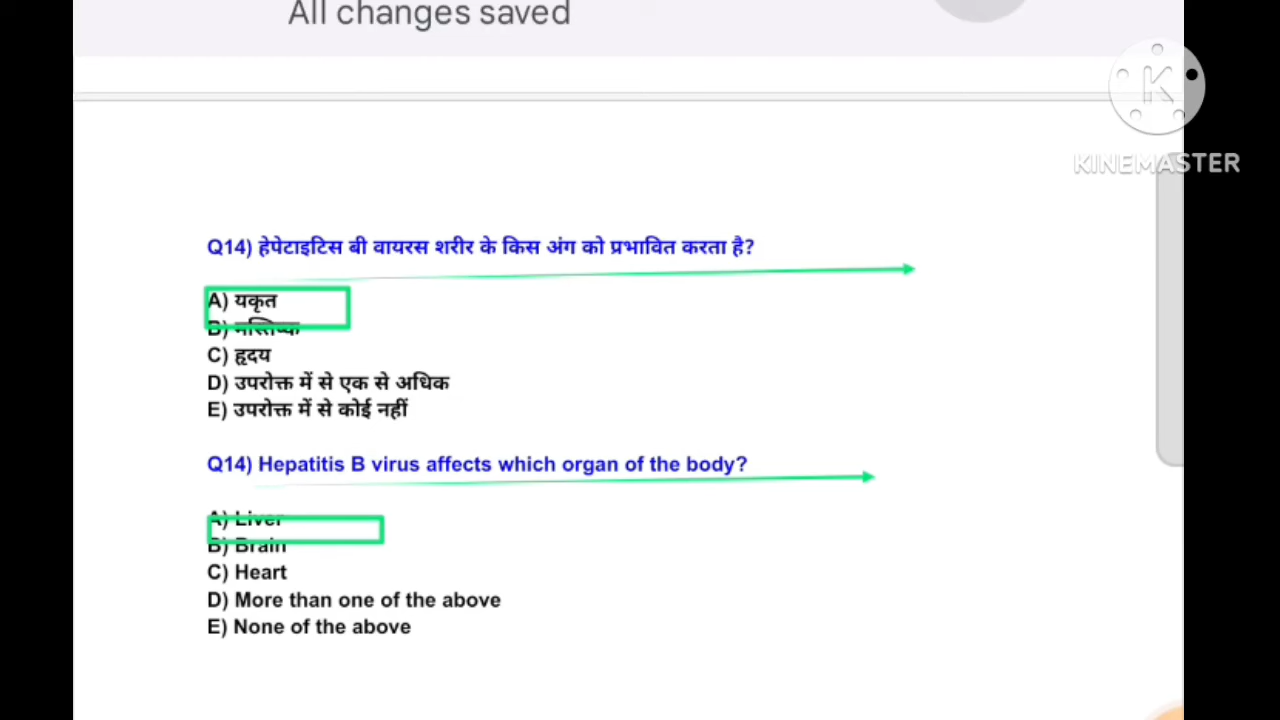 All changes saved
KINEMASTER
Q14) हेपेटाइटिस बी वायरस शरीर के किस अंग को प्रभावित करता है?
A) यकृत
B) मस्तिष्क
C) हृदय
D) उपरोक्त में से एक से अधिक
E) उपरोक्त में से कोई नहीं
Q14) Hepatitis B virus affects which organ of the body?
A) Liver
B) Brain
C) Heart
D) More than one of the above
E) None of the above